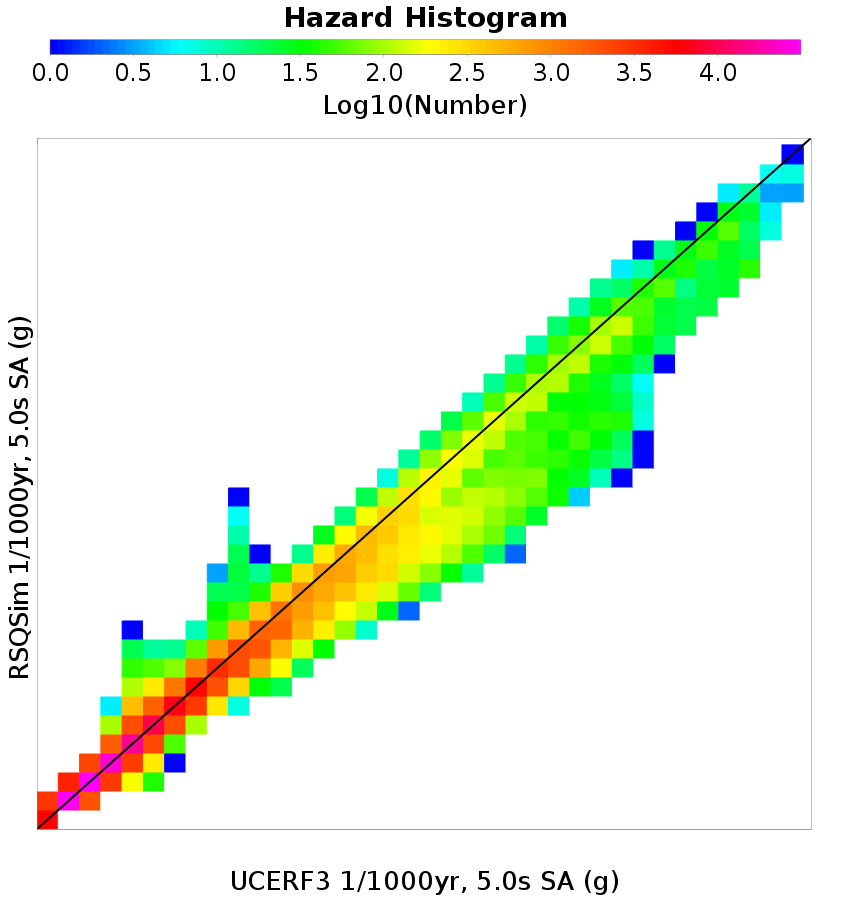 Hazard Histogram
0.0 0.5 1.0 1.5 2.0 2.5 3.0 3.5 4.0
Log10(Number)
RSQSim 1/1000yr, 5.0s SA (g)
UCERF3 1/1000yr, 5.0s SA (g)